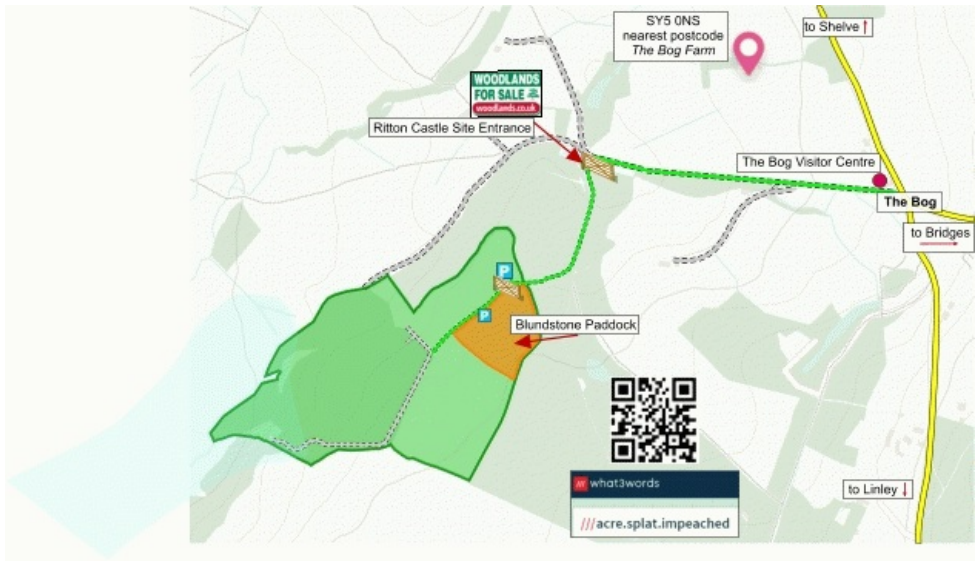 to Shelve
SY5 0NS
nearest postcode
The Bog Farm
WOODLANDS
FOR SALE
woodlands.co.uk
Ritton Castle Site Entrance
The Bog Visitor Centre
The Bog
to Bridges
P
P
Blundstone Paddock
to Linley
what3words
///acre.splat.impeached